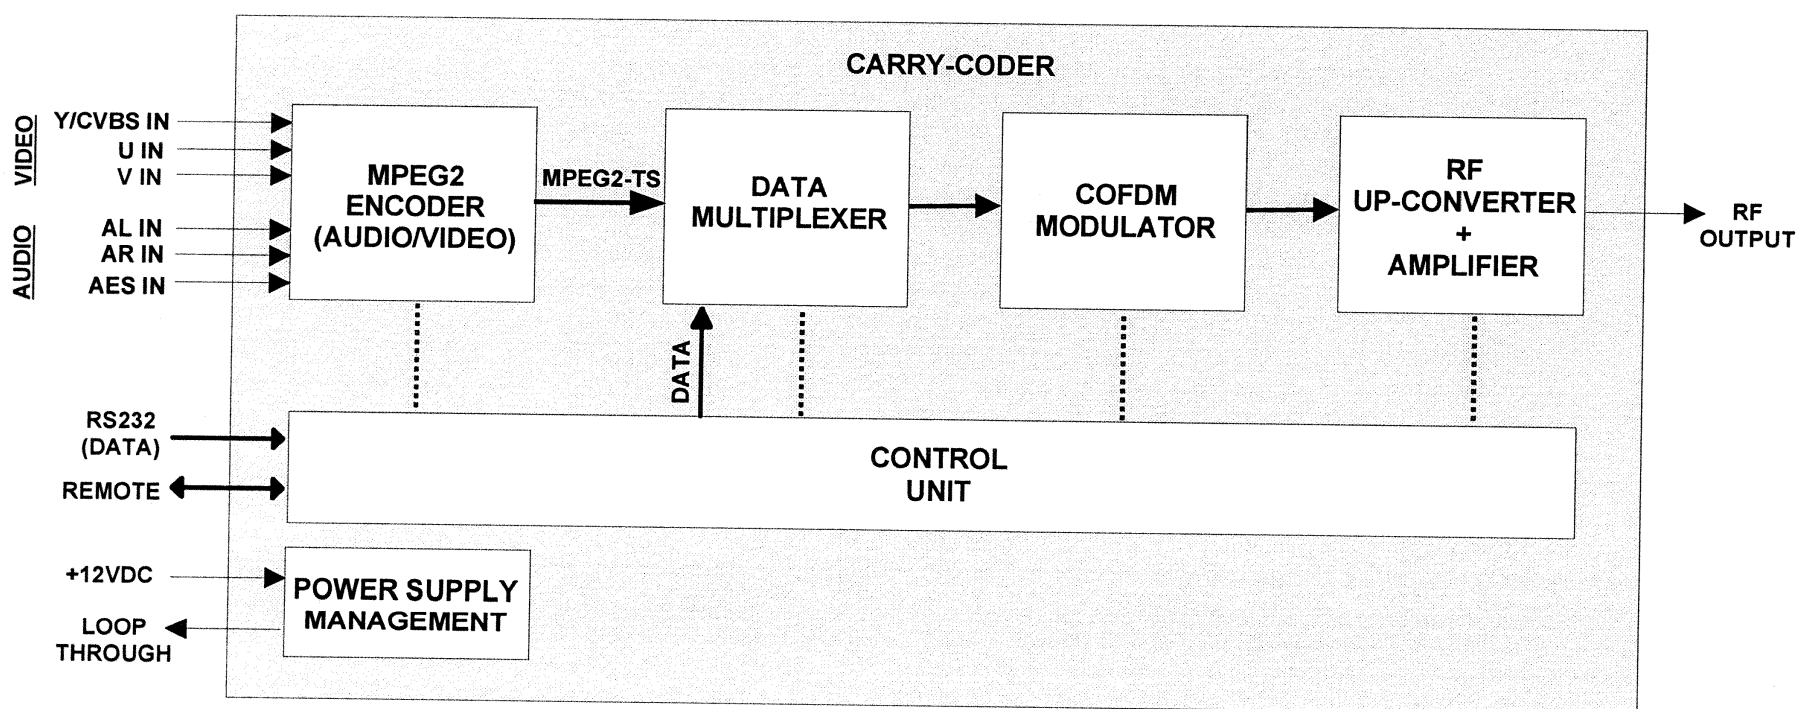 CARRY-CODER
VIDEO
Y/CVBS IN
U IN
V IN
AUDIO
AL IN
AR IN
AES IN
MPEG2
ENCODER
(AUDIO/VIDEO)
MPEG2-TS
DATA
MULTIPLEXER
COFDM
MODULATOR
RF
UP-CONVERTER
+
AMPLIFIER
RF
OUTPUT
DATA
RS232
(DATA)
REMOTE
CONTROL
UNIT
+12VDC
LOOP
THROUGH
POWER SUPPLY
MANAGEMENT